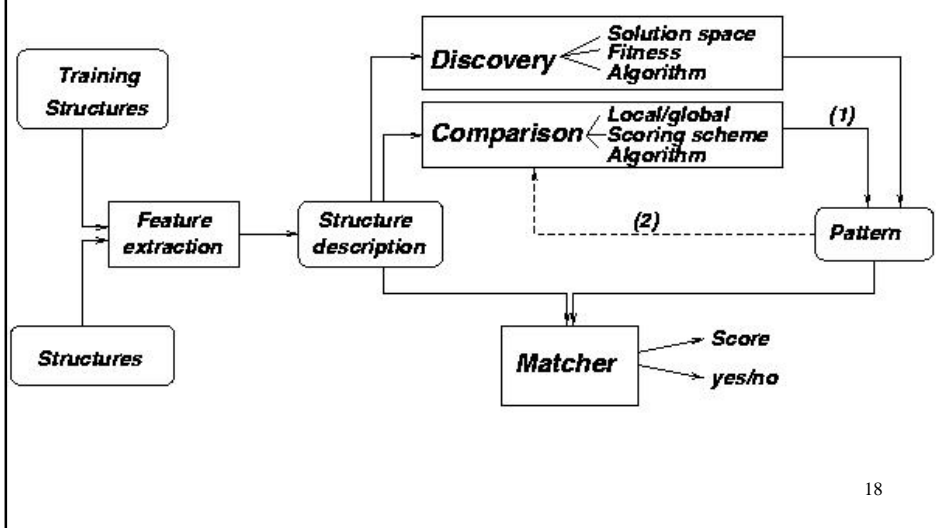 Training
Structures
Discovery
Solution space
Fitness
Algorithm
Comparison
Local/global
Scoring scheme
Algorithm
(1)
Feature
extraction
Structure
description
(2)
Pattern
Structures
Matcher
Score
yes/no
18